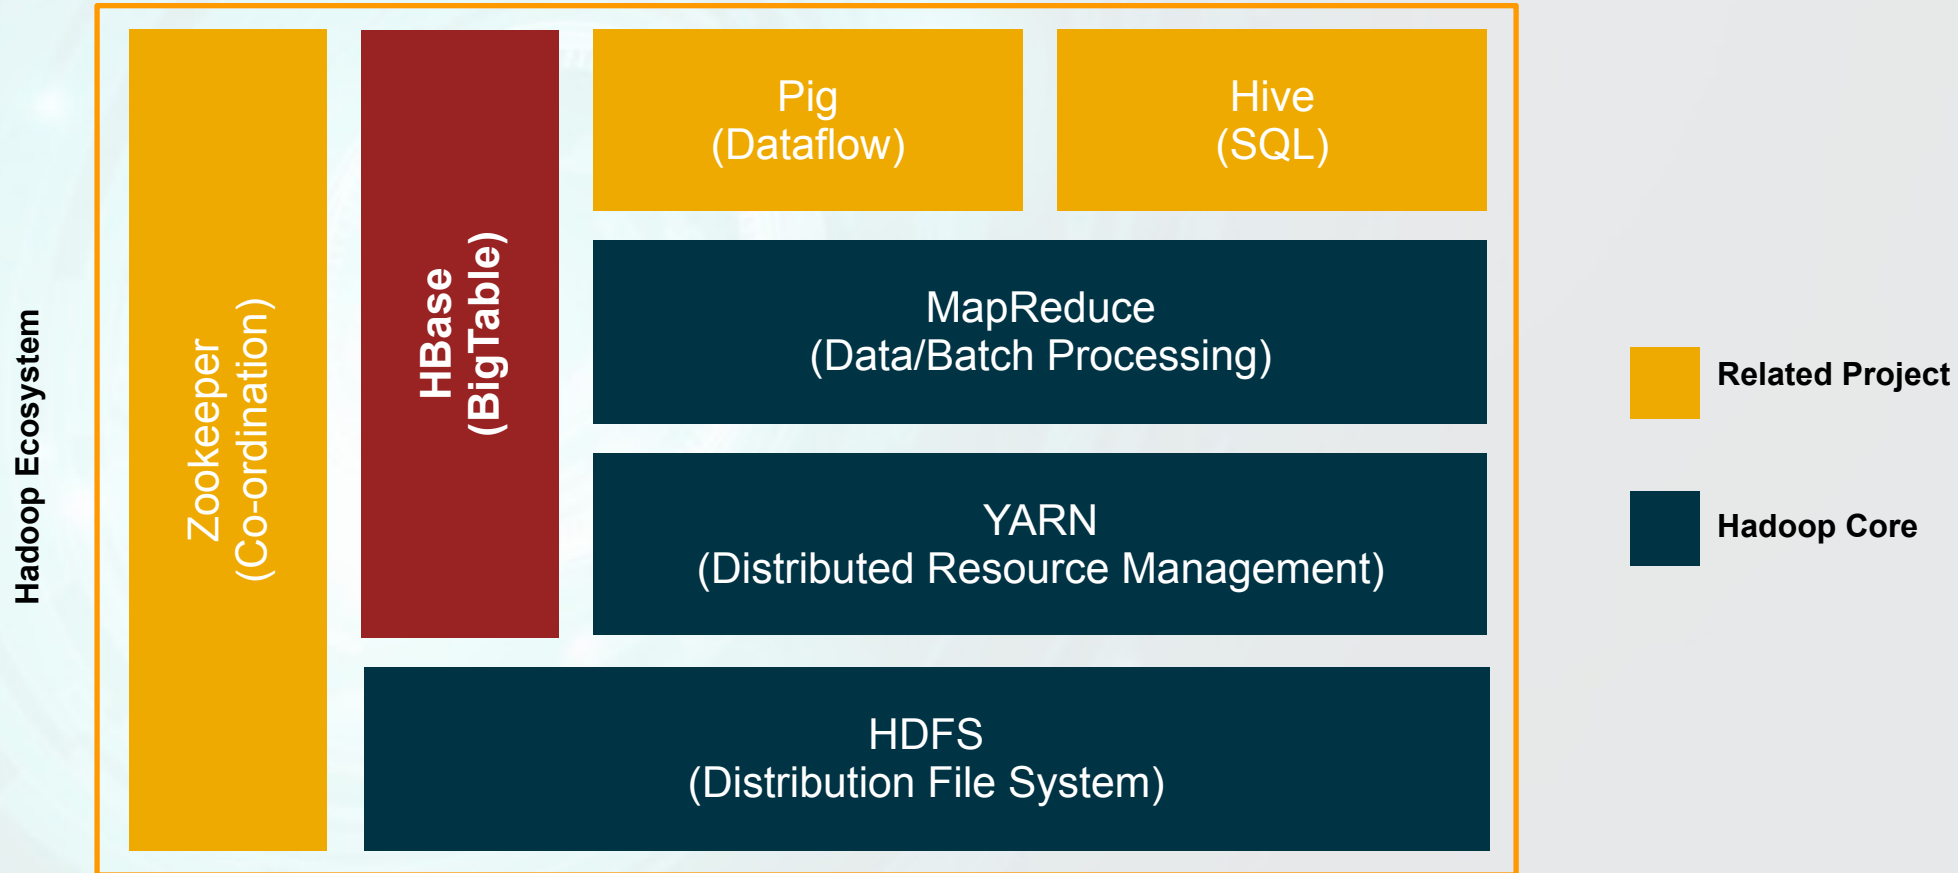 Hadoop Ecosystem
Zookeeper
(Co-ordination)
HBase
(BigTable)
Pig
(Dataflow)
Hive
(SQL)
MapReduce
(Data/Batch Processing)
YARN
(Distributed Resource Management)
HDFS
(Distribution File System)
Related Project
Hadoop Core